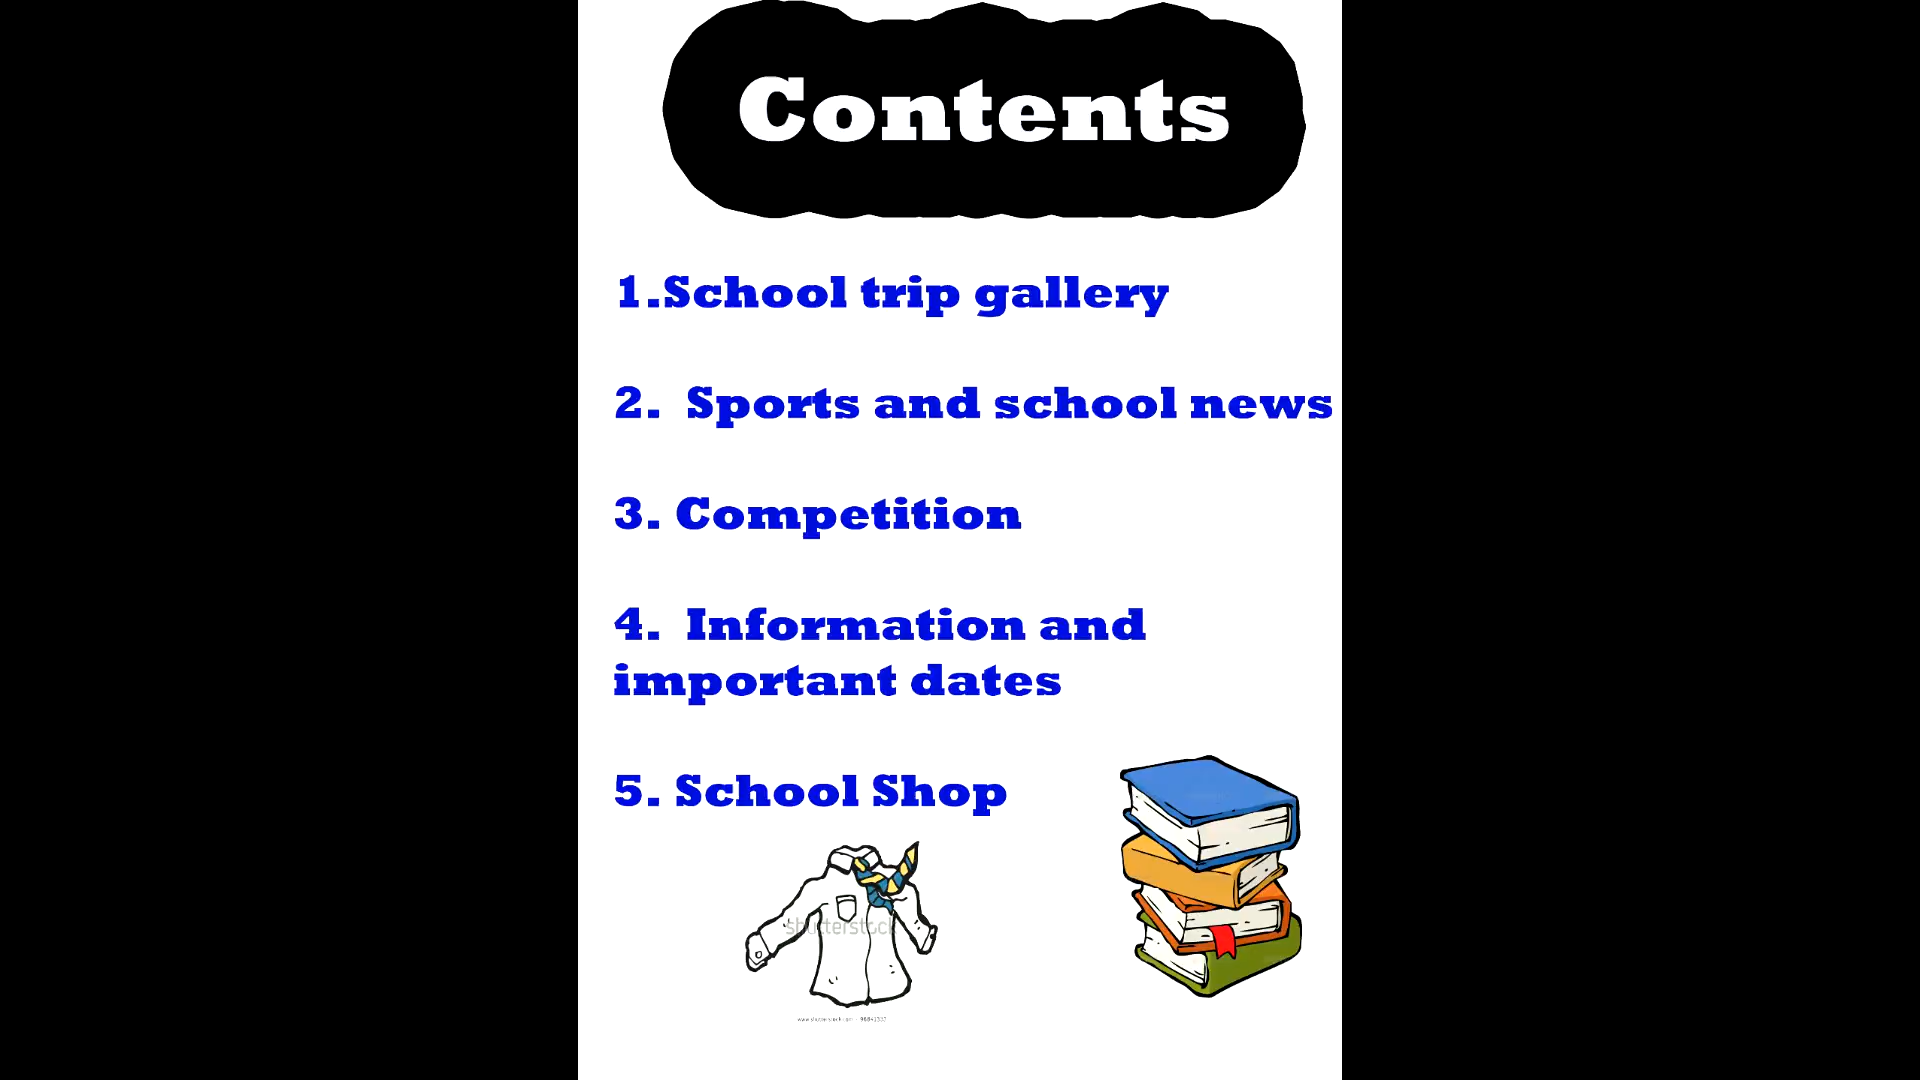 Contents
1.School trip gallery
2. Sports and school news
3. Competition
4. Information and
important dates
5. School Shop
shutterstock